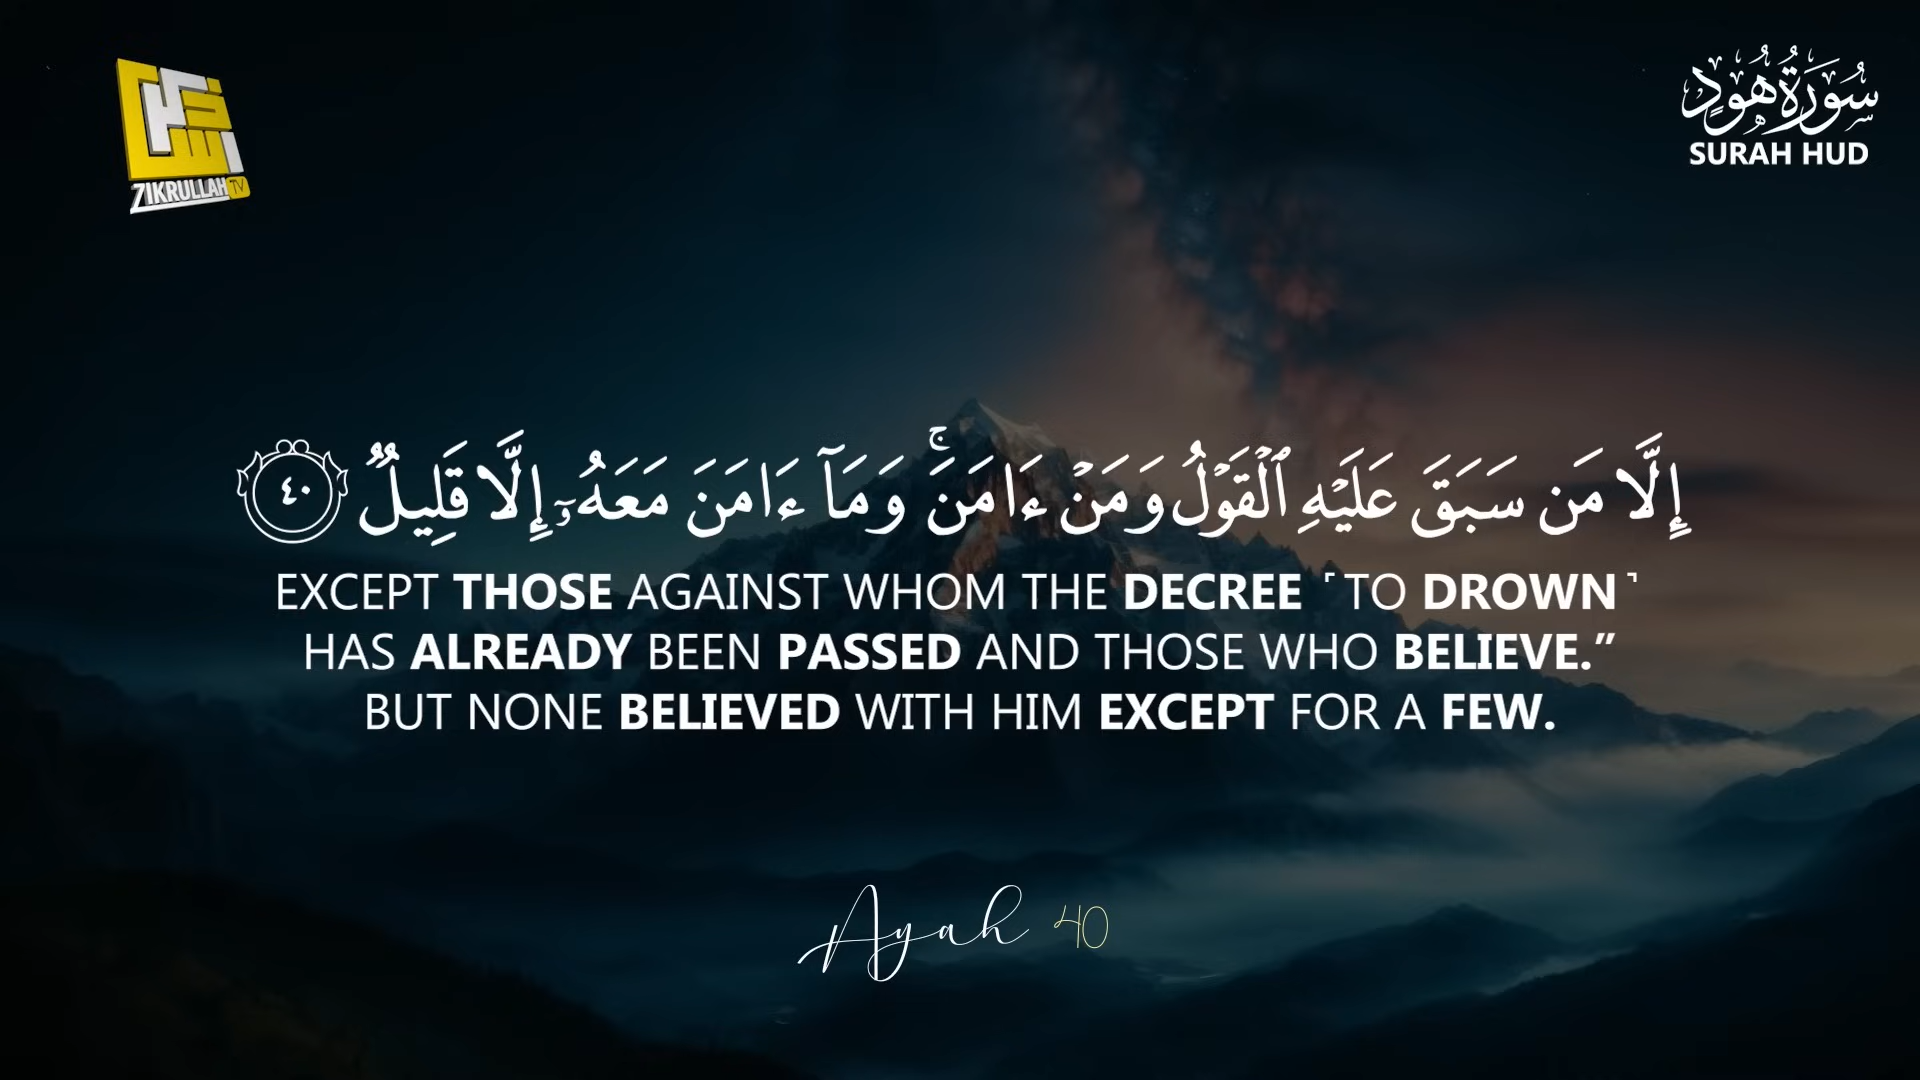 ZIKRULLAH TV
سُورَةُ هُودٍ
SURAH HUD
إِلَّا مَن سَبَقَ عَلَيْهِ ٱلْقَوْلُ وَمَنْ ءَامَنَ ۚ وَمَآ ءَامَنَ مَعَهُۥٓ إِلَّا قَلِيلٌ ٤٠
EXCEPT THOSE AGAINST WHOM THE DECREE ⸢TO DROWN⸣
HAS ALREADY BEEN PASSED AND THOSE WHO BELIEVE.”
BUT NONE BELIEVED WITH HIM EXCEPT FOR A FEW.
Ayah 40